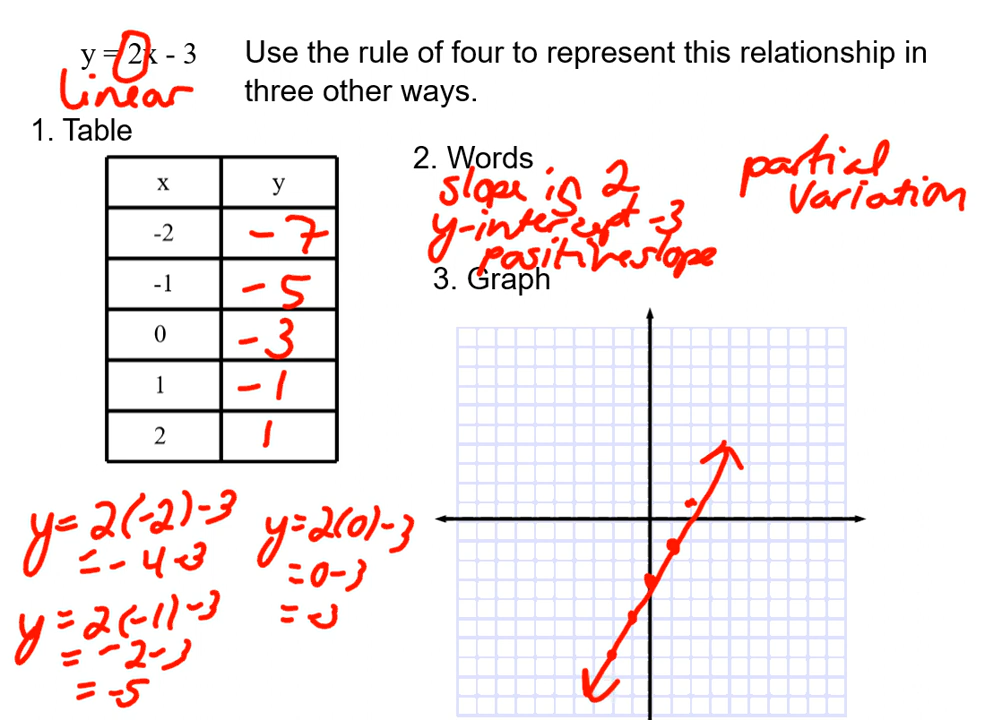 y = 2x - 3
linear
Use the rule of four to represent this relationship in
three other ways.
1. Table
x y
-2 -7
-1 -5
0 -3
1 -1
2 1
2. Words
slope is 2
y-intercept -3
positive slope
partial
variation
3. Graph
y = 2(-2) - 3
= -4 -3
y = 2(-1) - 3
= -2 - 3
= -5
y = 2(0) - 3
= 0 - 3
= -3